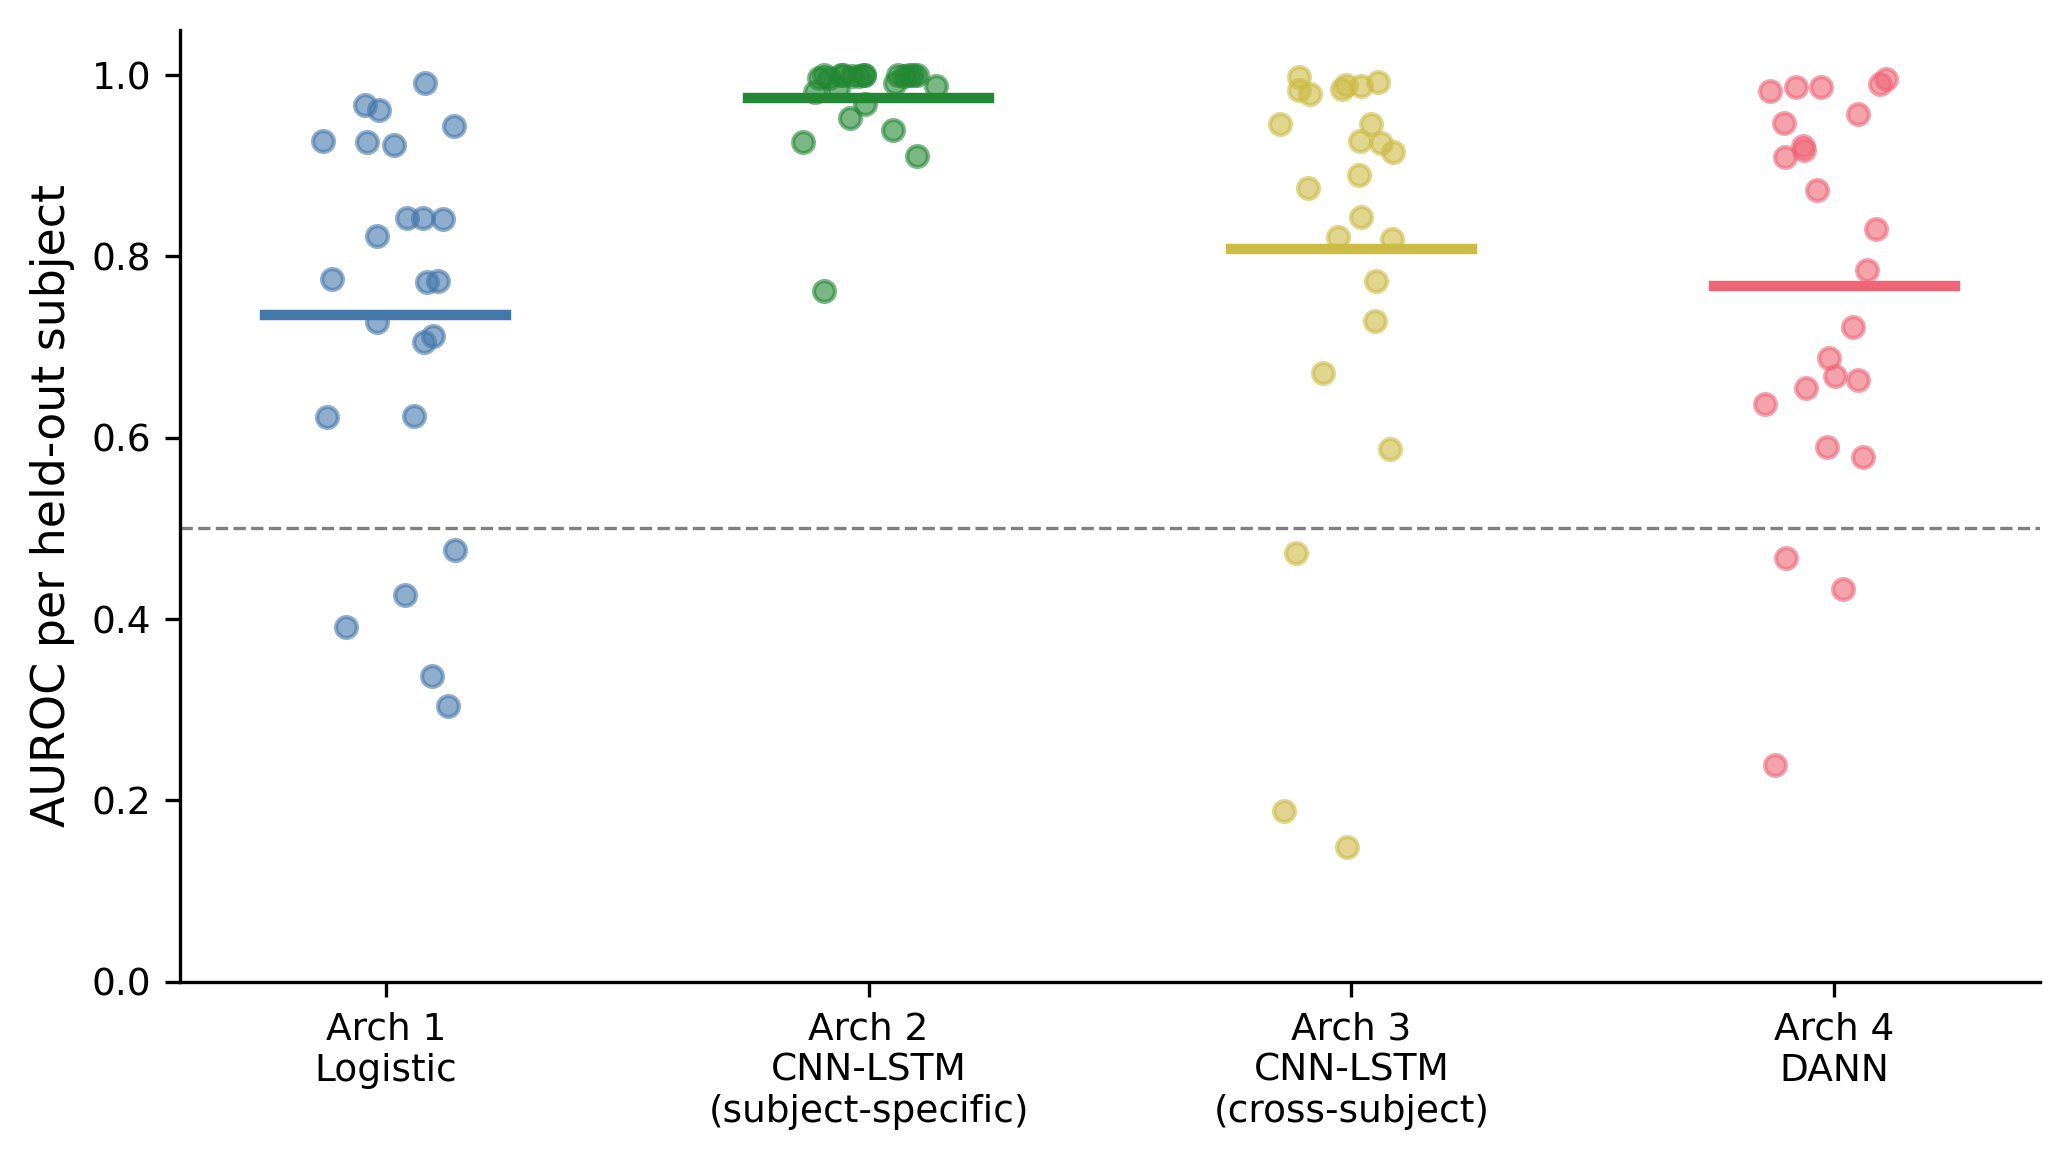 AUROC per held-out subject
1.0
0.8
0.6
0.4
0.2
0.0
Arch 1
Logistic
Arch 2
CNN-LSTM
(subject-specific)
Arch 3
CNN-LSTM
(cross-subject)
Arch 4
DANN